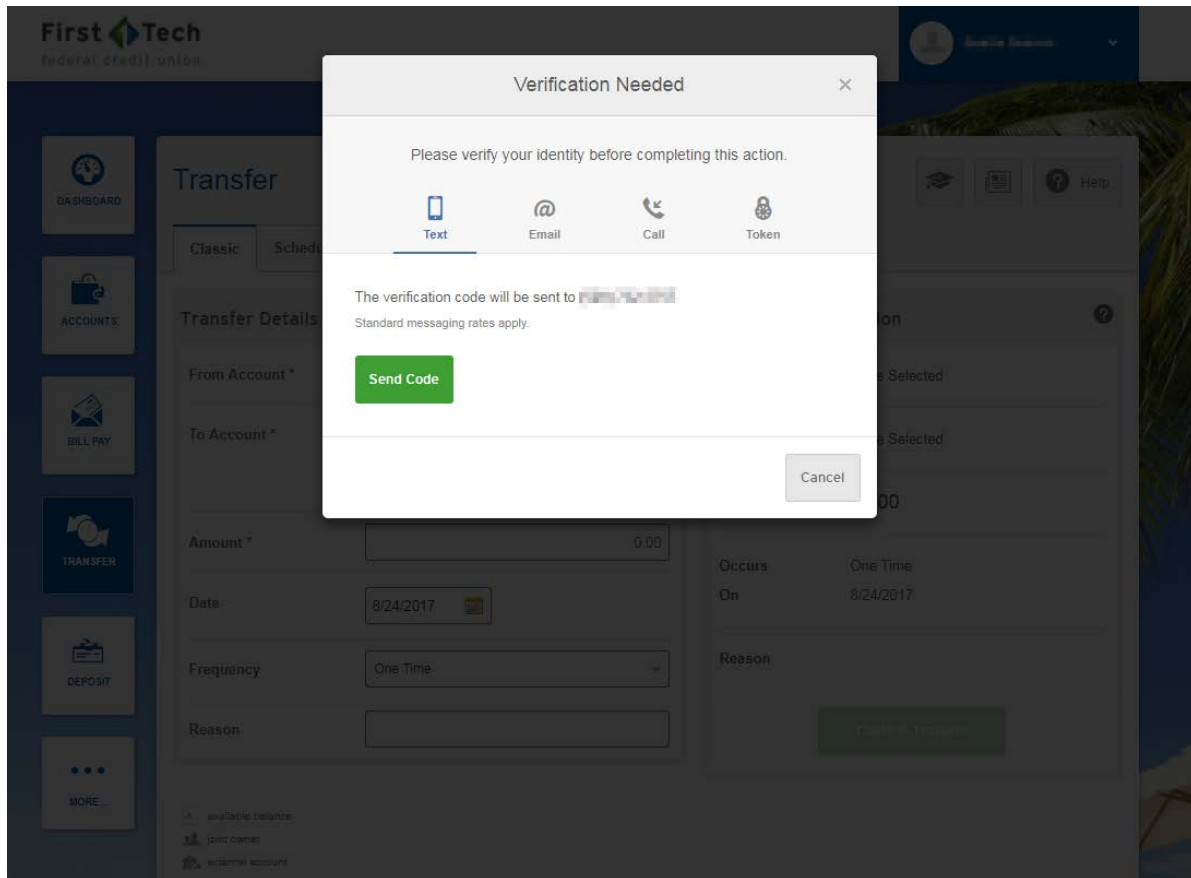 First Tech
federal credit union
Verification Needed
×
Please verify your identity before completing this action.
Text
@
Email
Call
Token
The verification code will be sent to
Standard messaging rates apply.
Send Code
Cancel
DASHBOARD
ACCOUNTS
BILL PAY
TRANSFER
DEPOSIT
MORE...
Transfer
? Help
Classic
Schedu
Transfer Details
on
?
From Account *
e Selected
To Account *
e Selected
00
Amount *
0.00
Date
8/24/2017
Frequency
One Time
Reason
Occurs
One Time
On
8/24/2017
Reason
available balance
joint owner
external account